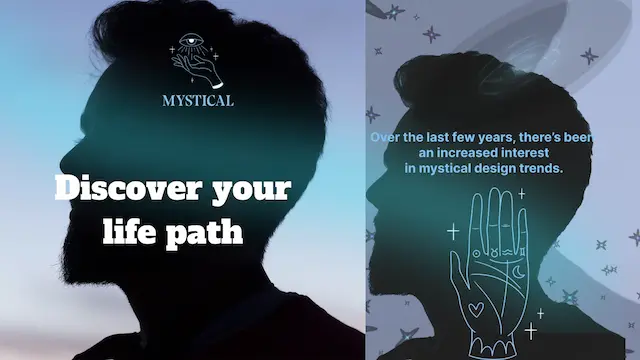 MYSTICAL
Discover your
life path
Over the last few years, there's been
an increased interest
in mystical design trends.